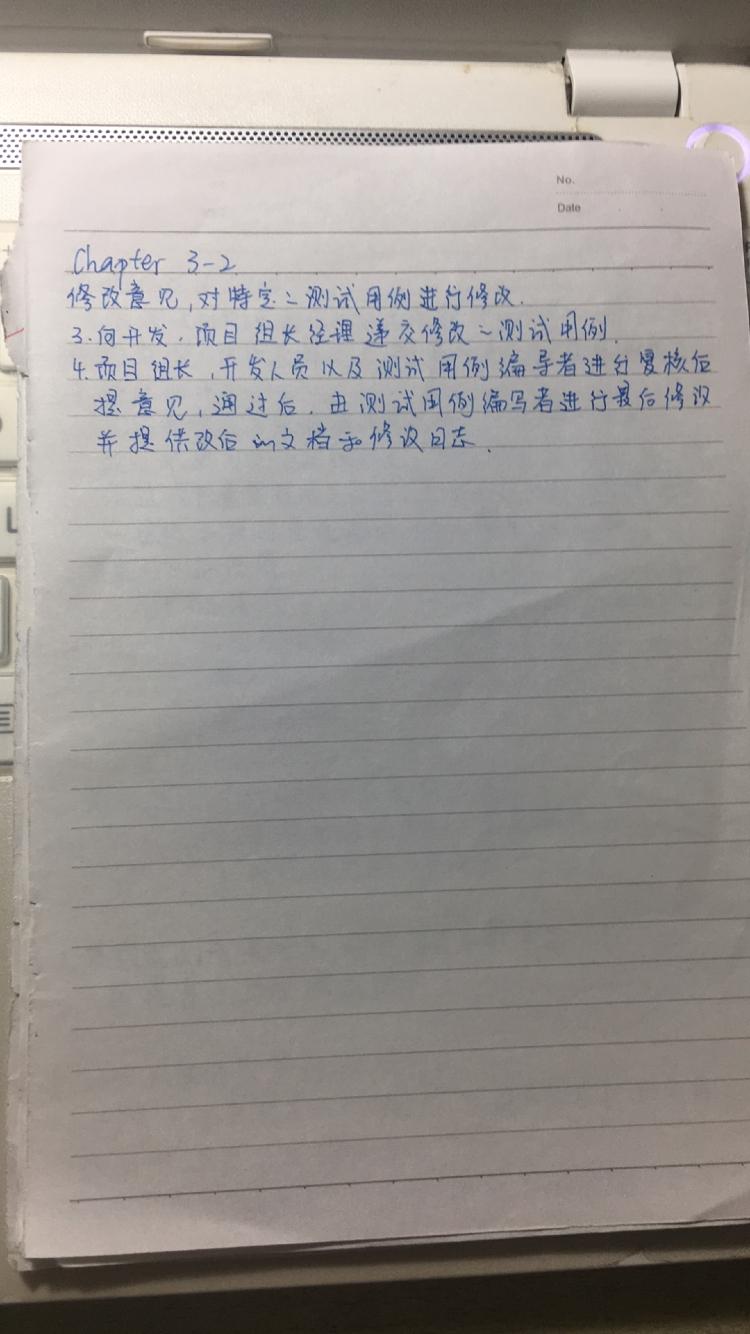 No.
Date
Chapter 3-2
修改意见,对特定之测试用例进行修改.
3.向开发.项目组长经理递交修改之测试用例.
4.项目组长,开发人员以及测试用例编导者进行复核后
提意见,通过后.由测试用例编写者进行最后修改
并提供改后的文档和修改日志.